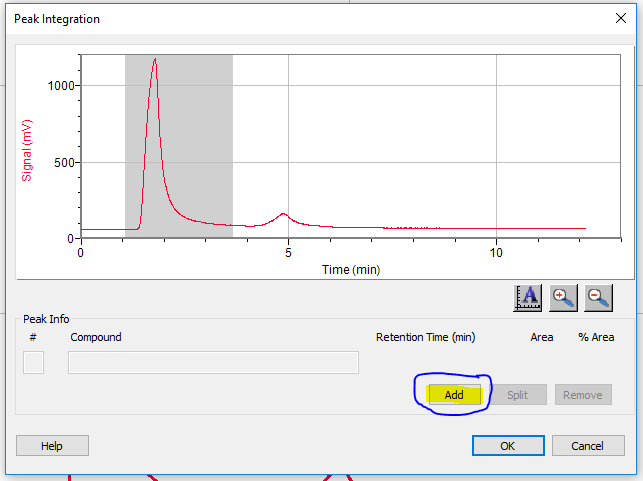 Peak Integration
1000
500
0
Signal (mV)
0 5 10
Time (min)
A
Peak Info
# Compound Retention Time (min) Area % Area
Add Split Remove
Help OK Cancel